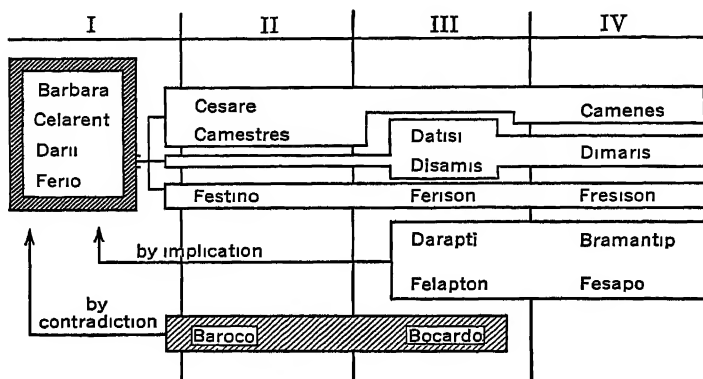 I II III IV
Barbara
Celarent
Darii
Ferio
Cesare Camenes
Camestres
Datisi
Disamis
Dimaris
Festino Ferison Fresison
Darapti Bramantip
by implication
Felapton Fesapo
by
contradiction
Baroco Bocardo